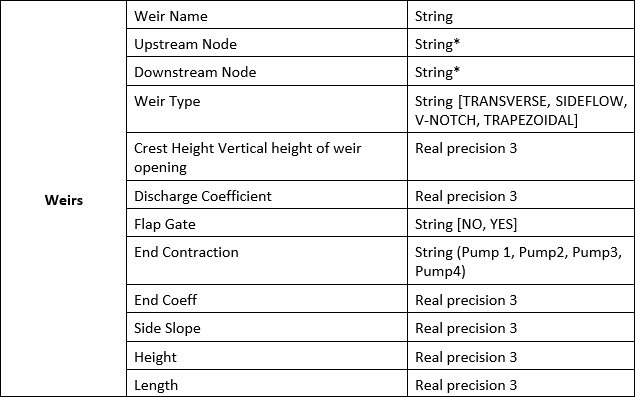 Weirs
Weir Name String
Upstream Node String*
Downstream Node String*
Weir Type String [TRANSVERSE, SIDEFLOW,
V-NOTCH, TRAPEZOIDAL]
Crest Height Vertical height of weir Real precision 3
opening
Discharge Coefficient Real precision 3
Flap Gate String [NO, YES]
End Contraction String (Pump 1, Pump2, Pump3,
Pump4)
End Coeff Real precision 3
Side Slope Real precision 3
Height Real precision 3
Length Real precision 3